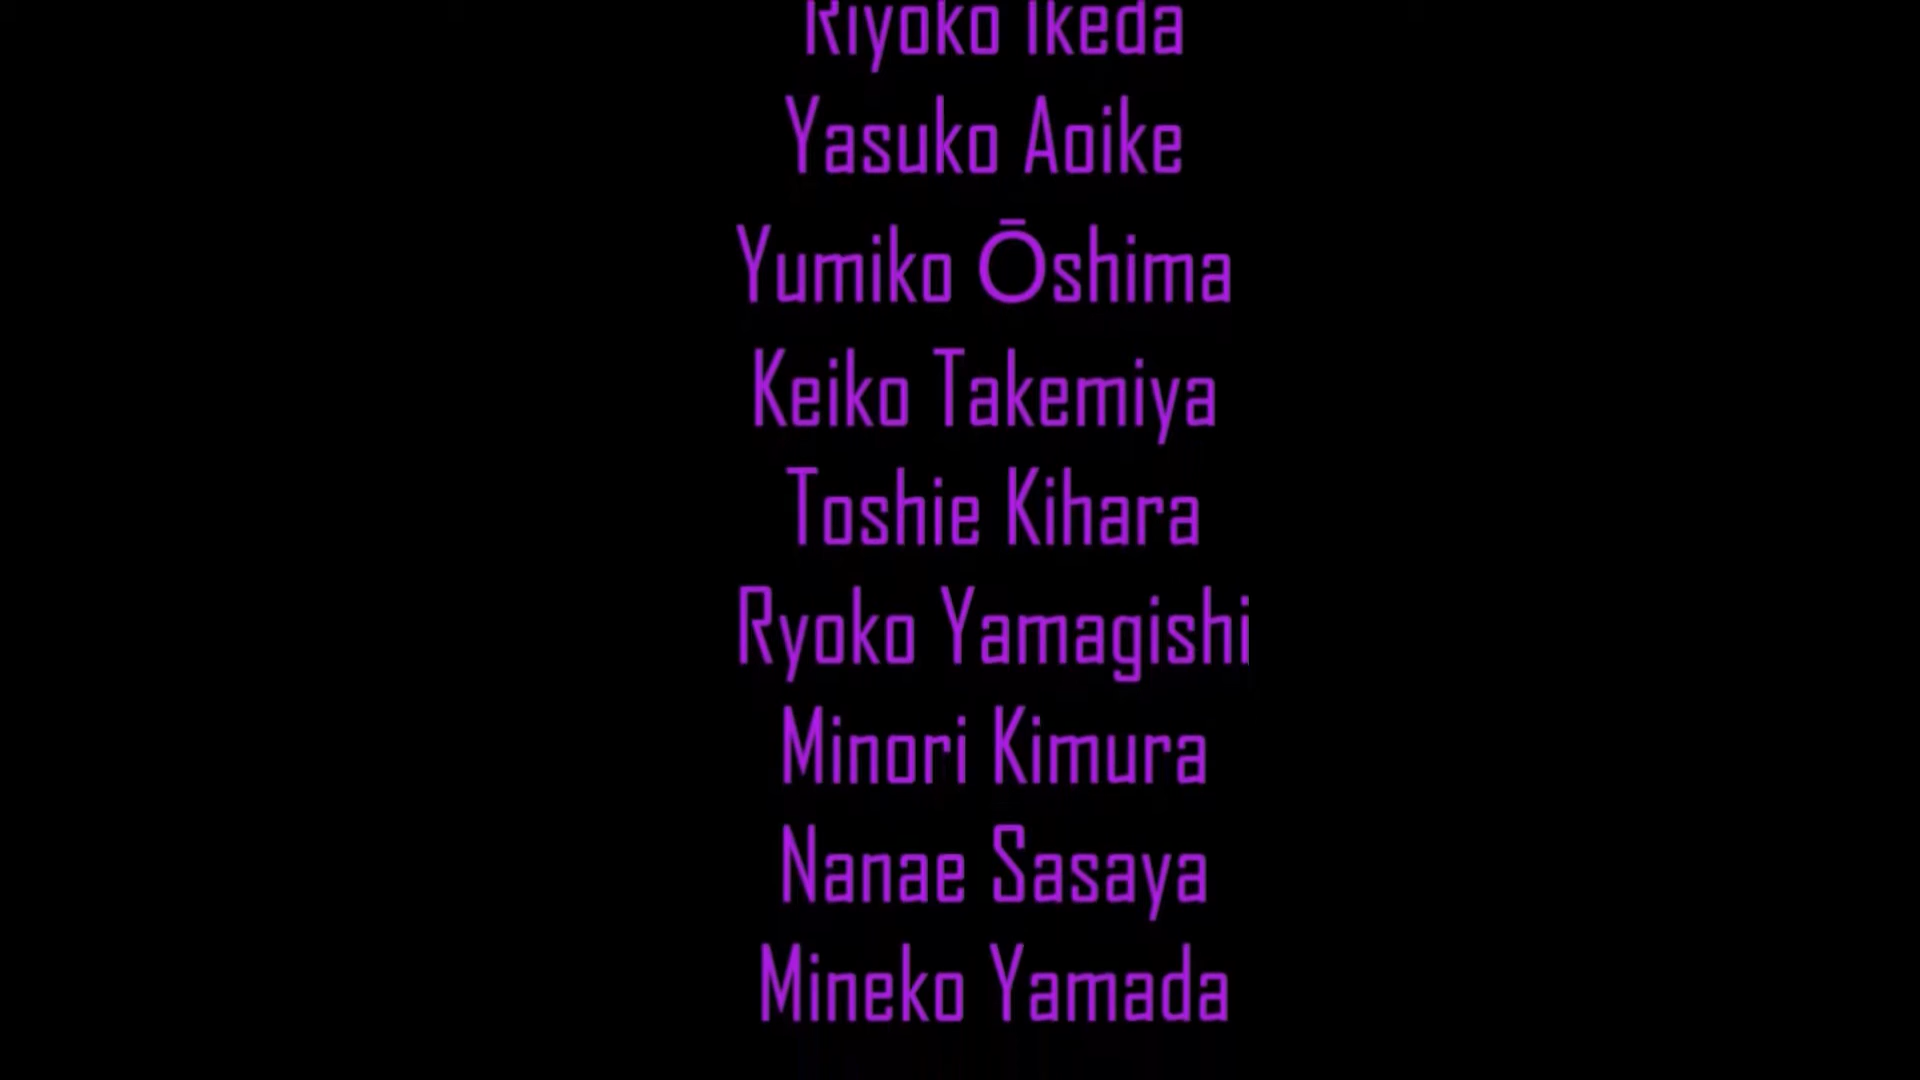 Riyoko Ikeda
Yasuko Aoike
Yumiko Ōshima
Keiko Takemiya
Toshie Kihara
Ryoko Yamagishi
Minori Kimura
Nanae Sasaya
Mineko Yamada